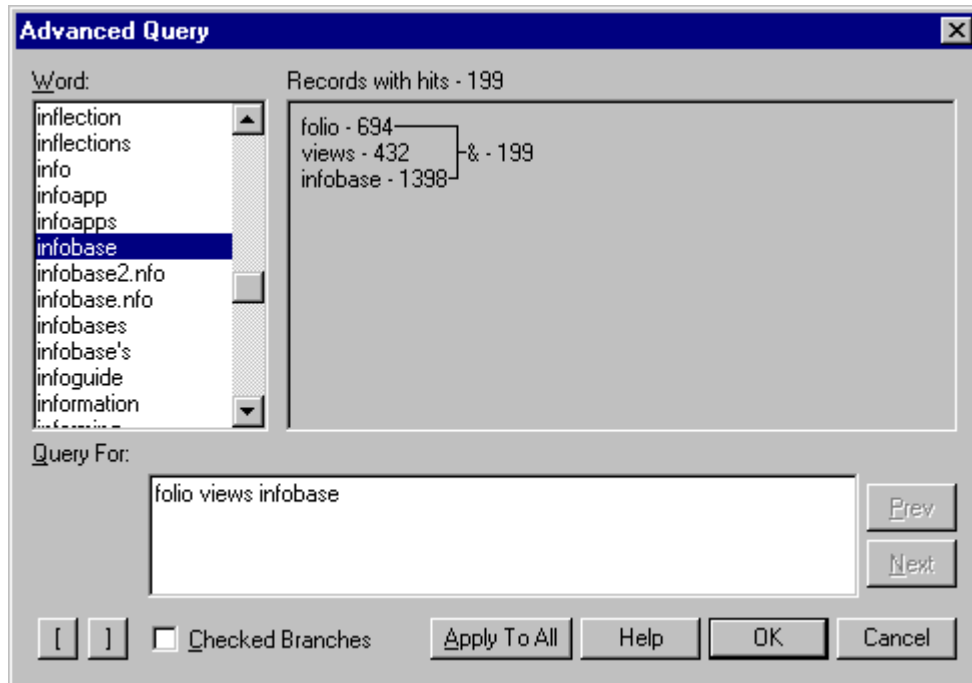 Advanced Query
Word:
Records with hits - 199
inflection
inflections
info
infoapp
infoapps
infobase
infobase2.nfo
infobase.nfo
infobases
infobase's
infoguide
information
folio - 694
views - 432
& - 199
infobase - 1398
Query For:
folio views infobase
Prev
Next
[ ] Checked Branches Apply To All Help OK Cancel